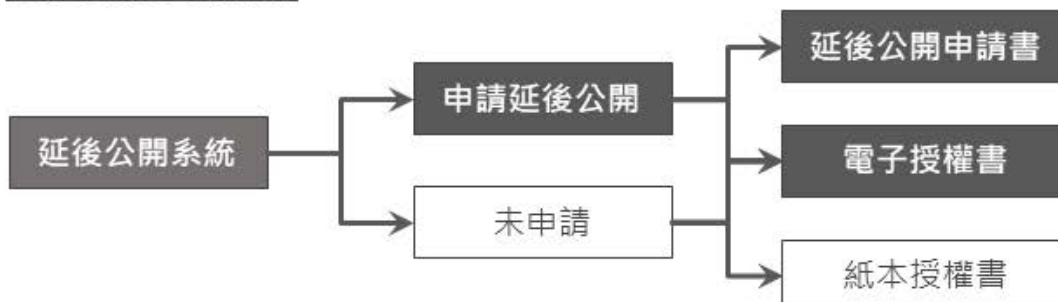 延後公開系統
申請延後公開
未申請
延後公開申請書
電子授權書
紙本授權書